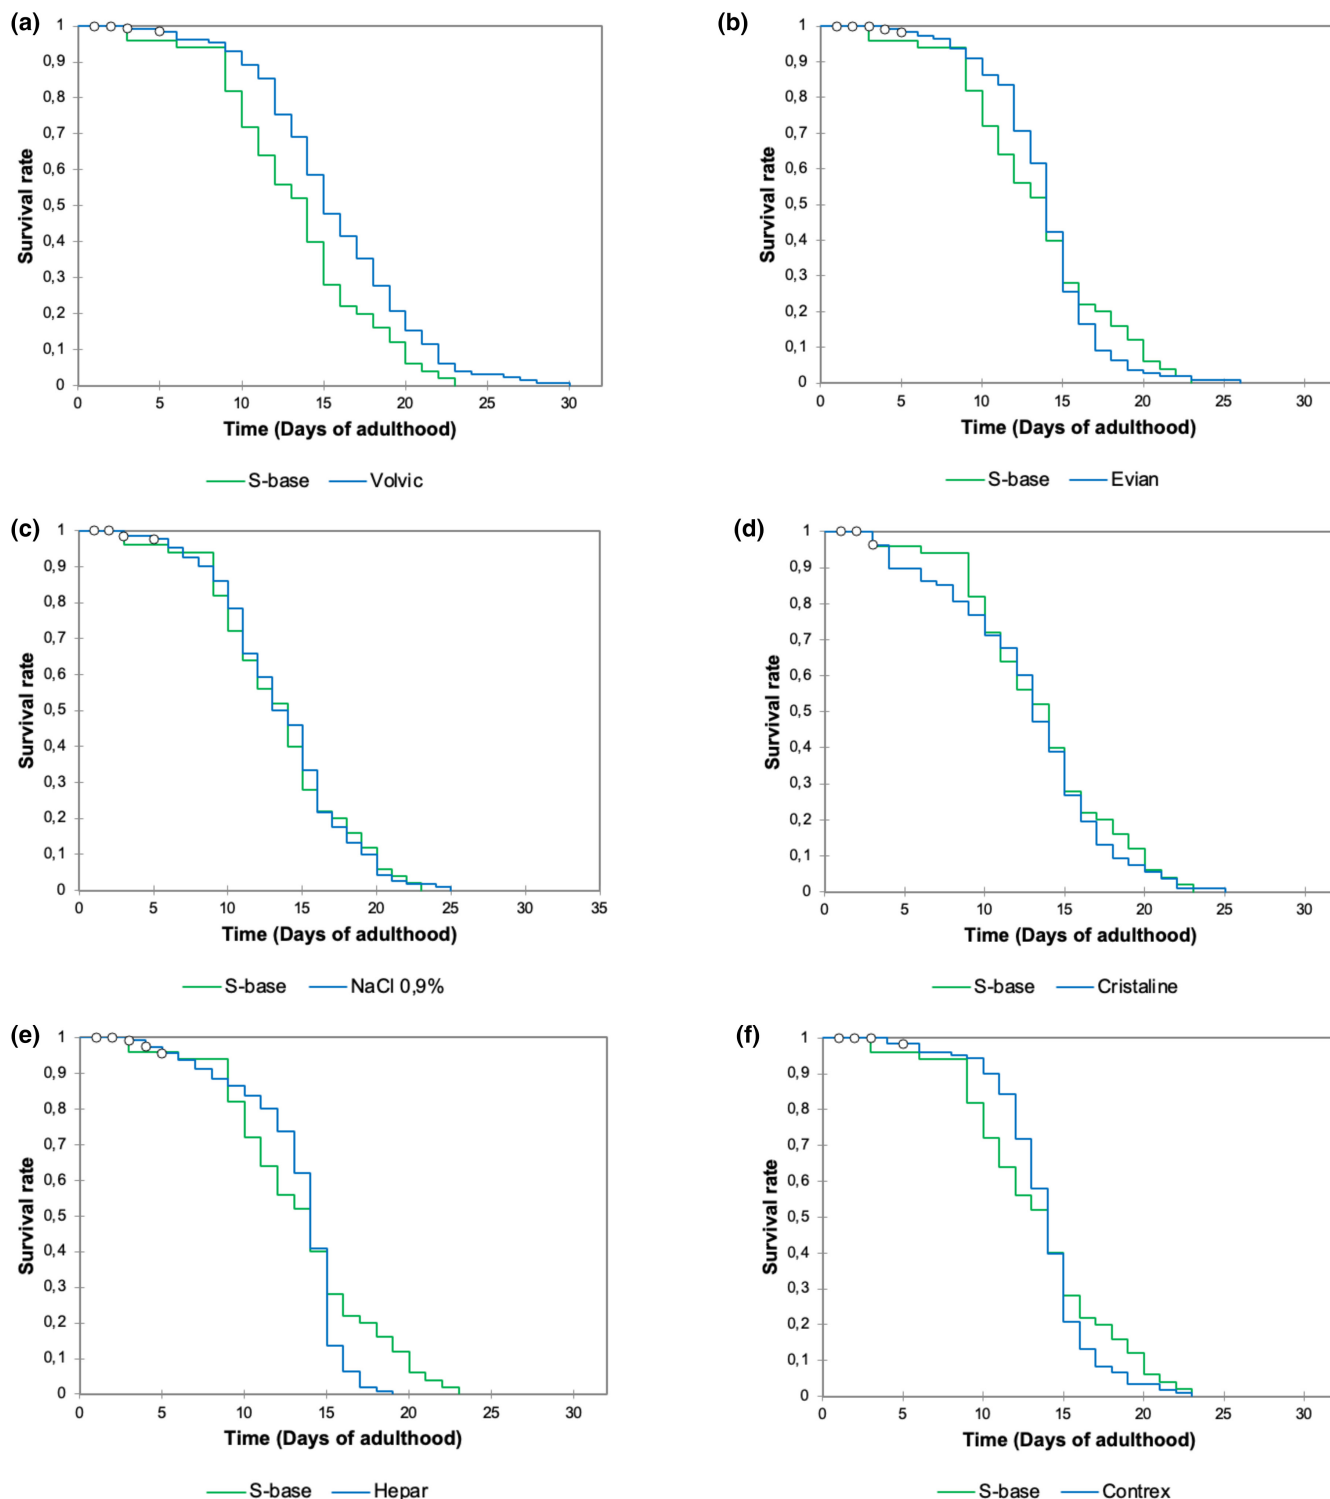 (a)
1
0,9
0,8
0,7
0,6
0,5
0,4
0,3
0,2
0,1
0
Survival rate
0 5 10 15 20 25 30
Time (Days of adulthood)
S-base Volvic
(b)
1
0,9
0,8
0,7
0,6
0,5
0,4
0,3
0,2
0,1
0
Survival rate
0 5 10 15 20 25 30
Time (Days of adulthood)
S-base Evian
(c)
1
0,9
0,8
0,7
0,6
0,5
0,4
0,3
0,2
0,1
0
Survival rate
0 5 10 15 20 25 30 35
Time (Days of adulthood)
S-base NaCl 0,9%
(d)
1
0,9
0,8
0,7
0,6
0,5
0,4
0,3
0,2
0,1
0
Survival rate
0 5 10 15 20 25 30
Time (Days of adulthood)
S-base Cristaline
(e)
1
0,9
0,8
0,7
0,6
0,5
0,4
0,3
0,2
0,1
0
Survival rate
0 5 10 15 20 25 30
Time (Days of adulthood)
S-base Hepar
(f)
1
0,9
0,8
0,7
0,6
0,5
0,4
0,3
0,2
0,1
0
Survival rate
0 5 10 15 20 25 30
Time (Days of adulthood)
S-base Contrex